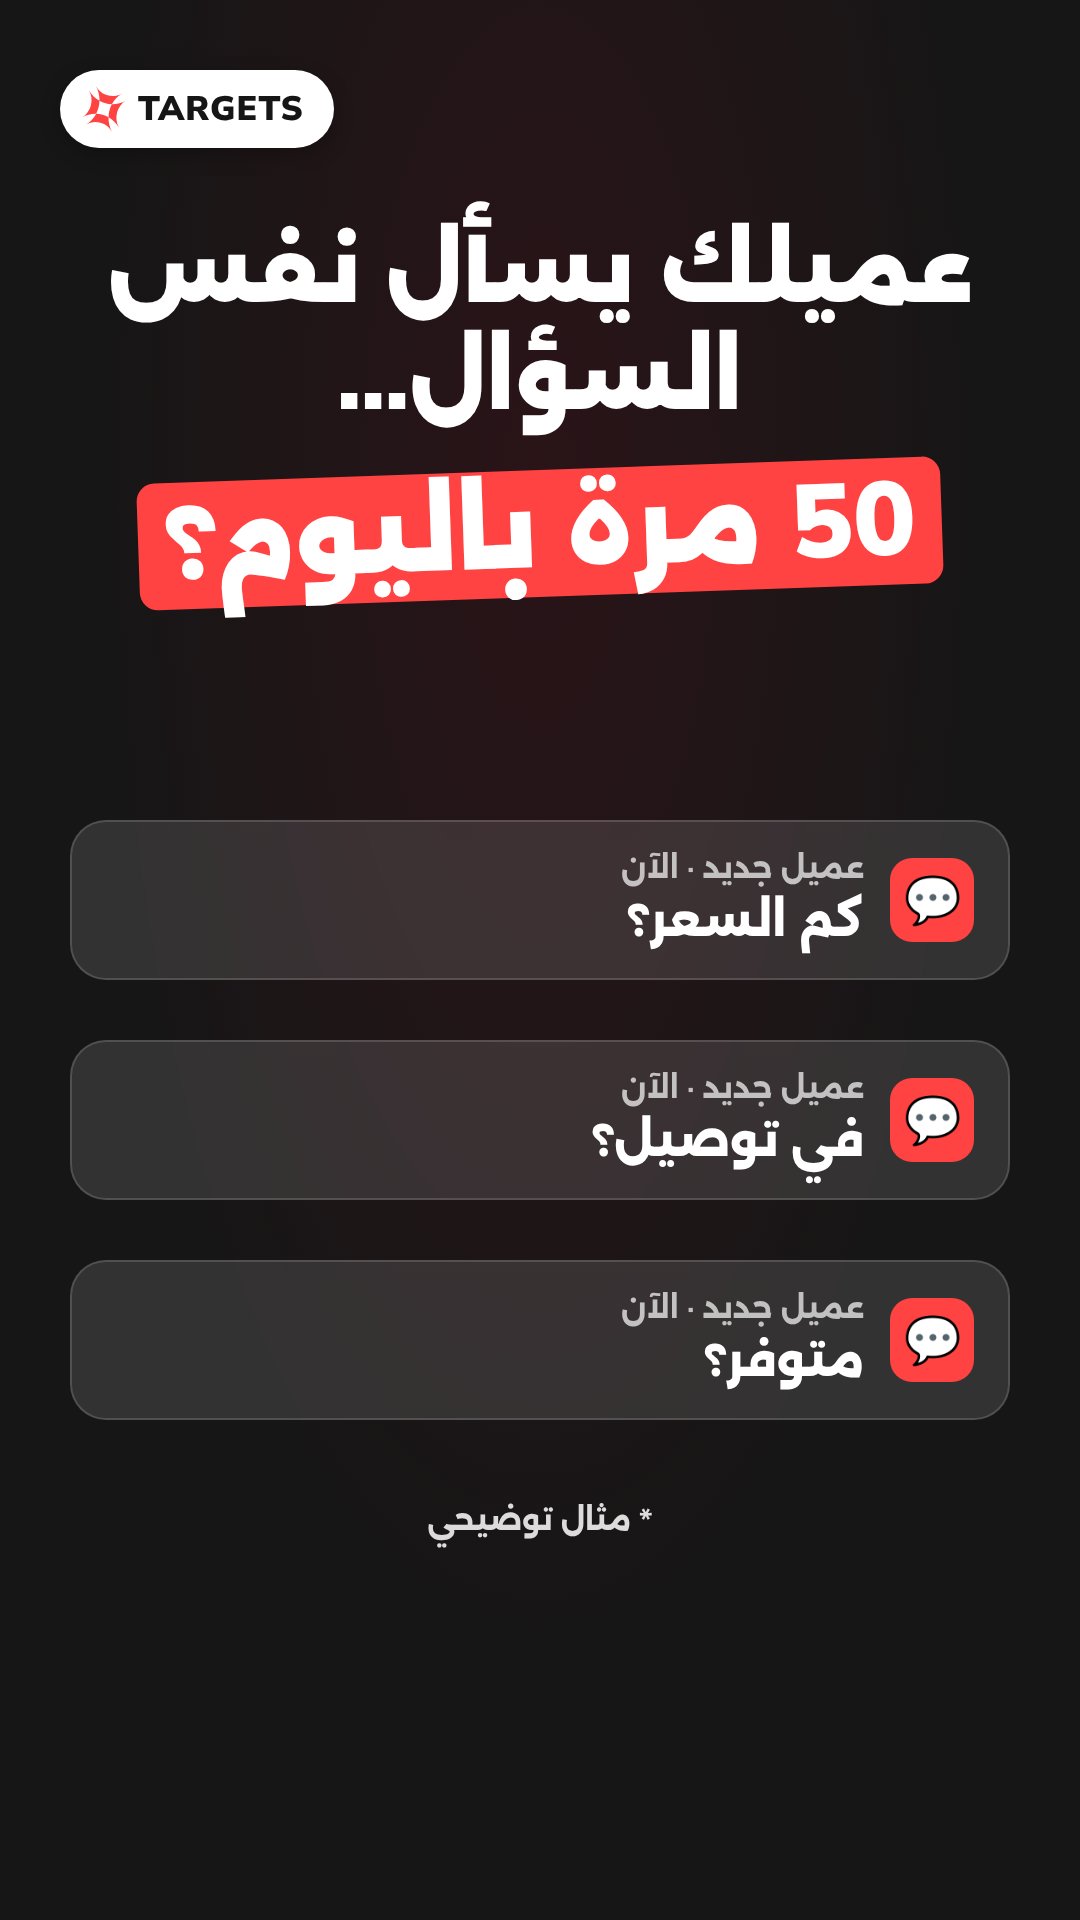 TARGETS
عميلك يسأل نفس
السؤال...
50 مرة باليوم؟
عميل جديد · الآن
كم السعر؟
عميل جديد · الآن
في توصيل؟
عميل جديد · الآن
متوفر؟
* مثال توضيحي